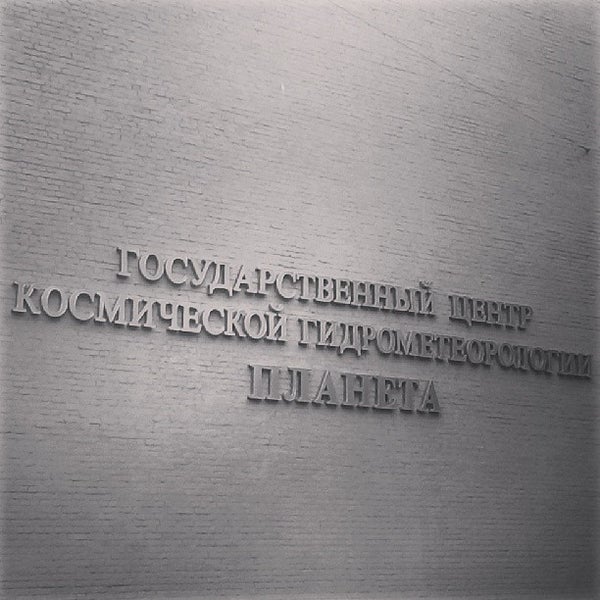 ГОСУДАРСТВЕННЫЙ ЦЕНТР
КОСМИЧЕСКОЙ ГИДРОМЕТЕОРОЛОГИИ
ПЛАНЕТА